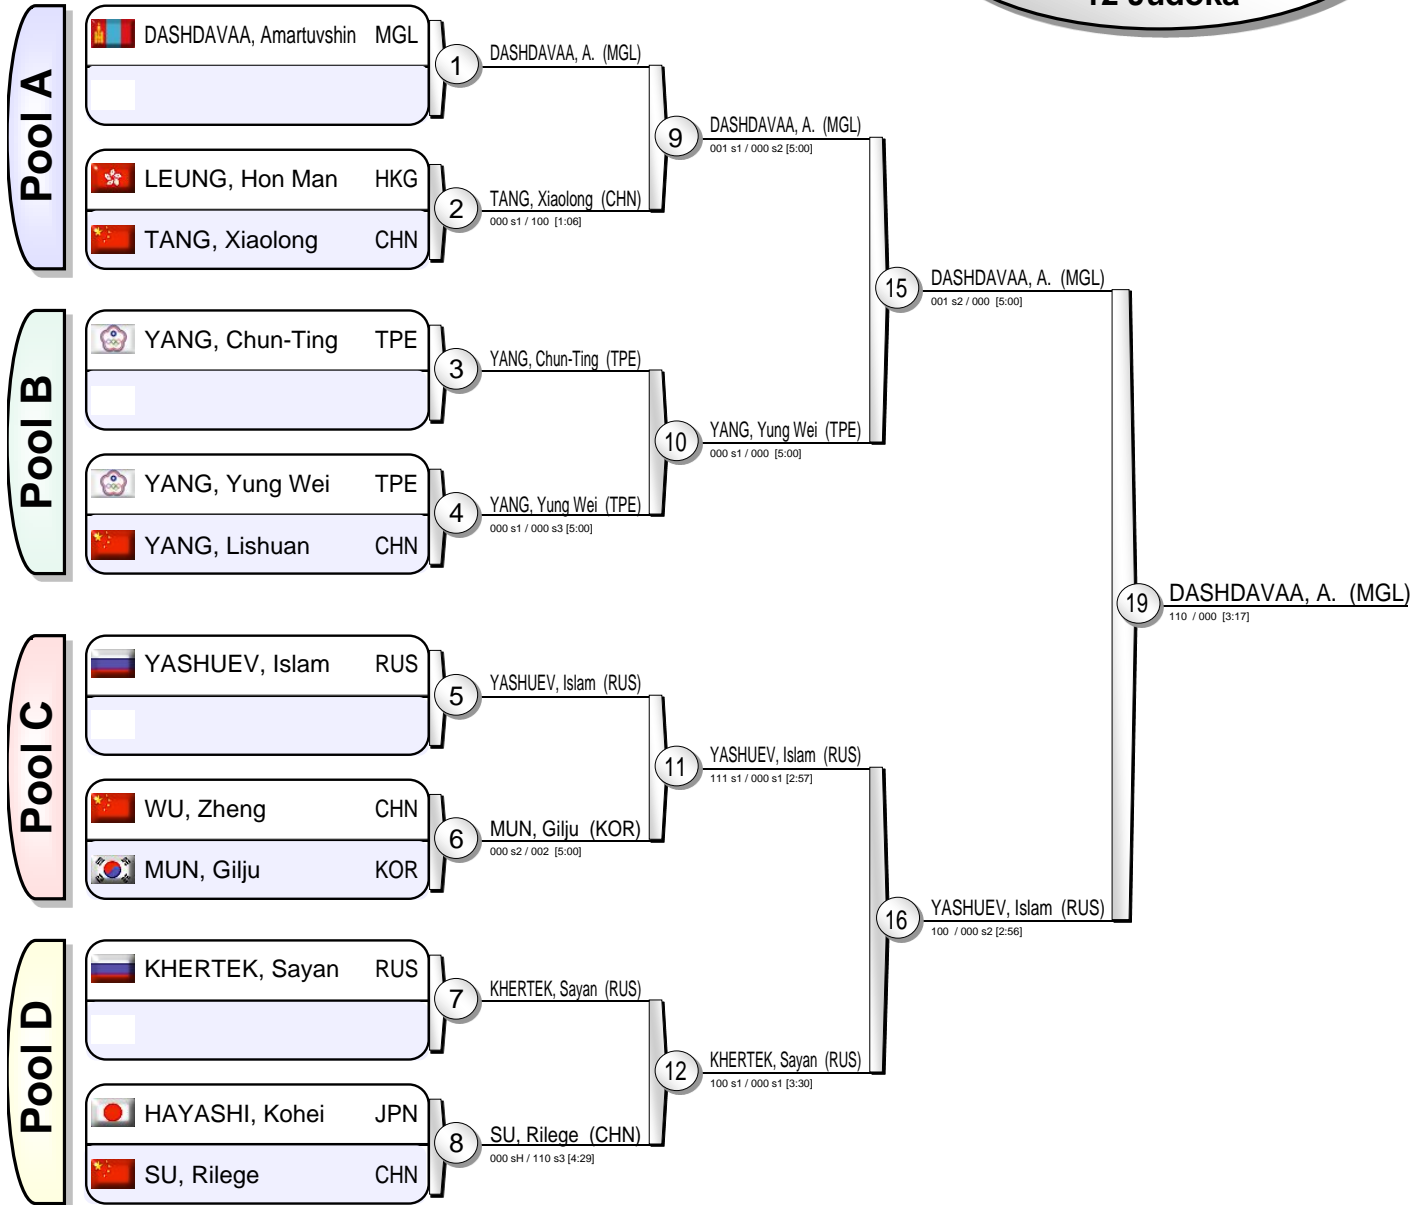 12 Judoka
Pool A
DASHDAVAA, Amartuvshin MGL
1
DASHDAVAA, A. (MGL)
LEUNG, Hon Man HKG
TANG, Xiaolong CHN
2
TANG, Xiaolong (CHN)
000 s1 / 100 [1:06]
9
DASHDAVAA, A. (MGL)
001 s1 / 000 s2 [5:00]
Pool B
YANG, Chun-Ting TPE
3
YANG, Chun-Ting (TPE)
YANG, Yung Wei TPE
YANG, Lishuan CHN
4
YANG, Yung Wei (TPE)
000 s1 / 000 s3 [5:00]
10
YANG, Yung Wei (TPE)
000 s1 / 000 [5:00]
15
DASHDAVAA, A. (MGL)
001 s2 / 000 [5:00]
Pool C
YASHUEV, Islam RUS
5
YASHUEV, Islam (RUS)
WU, Zheng CHN
MUN, Gilju KOR
6
MUN, Gilju (KOR)
000 s2 / 002 [5:00]
11
YASHUEV, Islam (RUS)
111 s1 / 000 s1 [2:57]
Pool D
KHERTEK, Sayan RUS
7
KHERTEK, Sayan (RUS)
HAYASHI, Kohei JPN
SU, Rilege CHN
8
SU, Rilege (CHN)
000 sH / 110 s3 [4:29]
12
KHERTEK, Sayan (RUS)
100 s1 / 000 s1 [3:30]
16
YASHUEV, Islam (RUS)
100 / 000 s2 [2:56]
19
DASHDAVAA, A. (MGL)
110 / 000 [3:17]